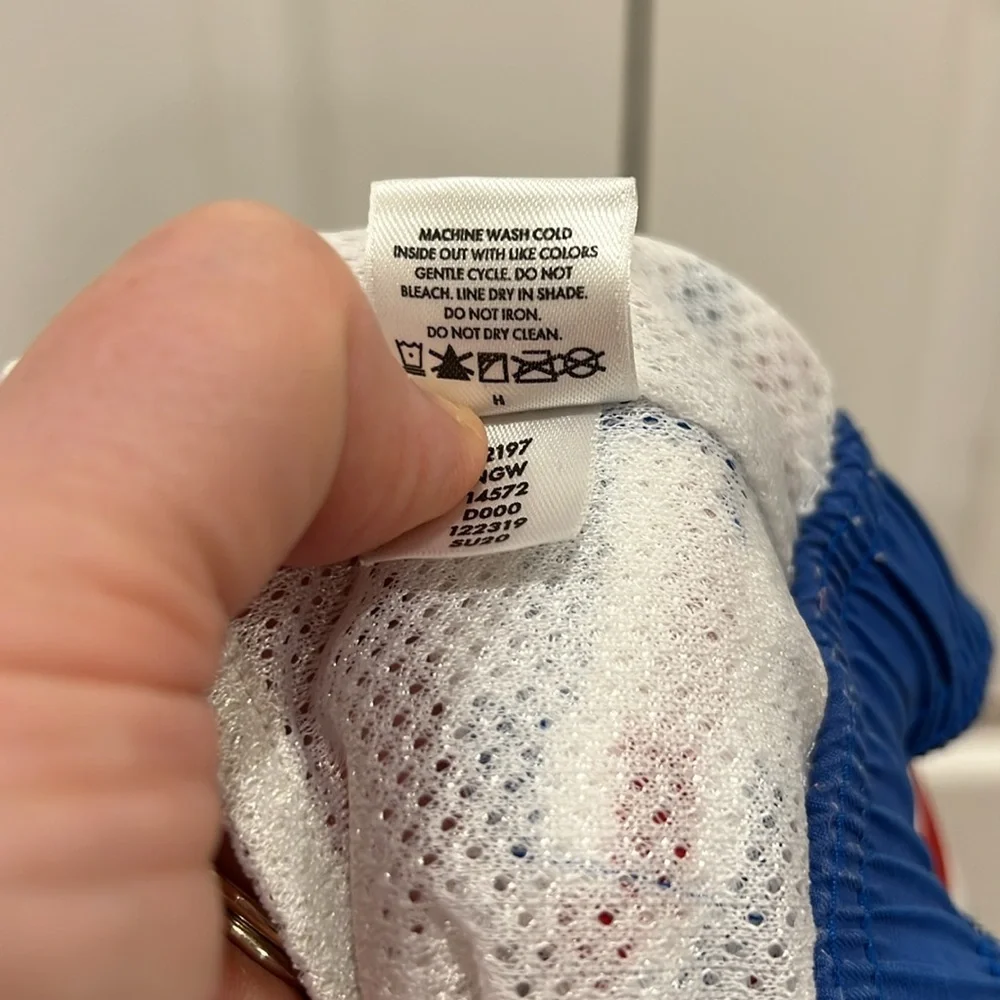 MACHINE WASH COLD
INSIDE OUT WITH LIKE COLORS
GENTLE CYCLE. DO NOT
BLEACH. LINE DRY IN SHADE.
DO NOT IRON.
DO NOT DRY CLEAN.
H
2197
NGW
14572
D000
122319
SU20